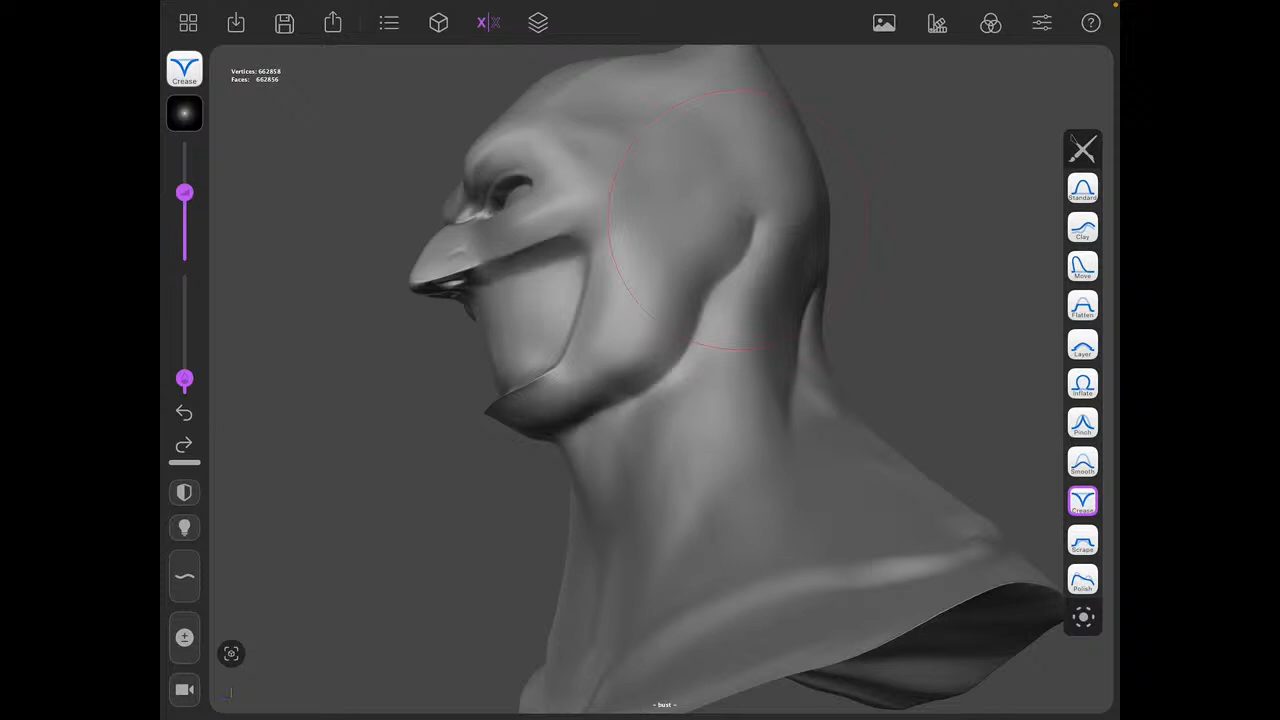 Crease
Vertices: 662858
Faces: 662856
Standard
Clay
Move
Flatten
Layer
Inflate
Pinch
Smooth
Crease
Scrape
Polish
~ bust ~